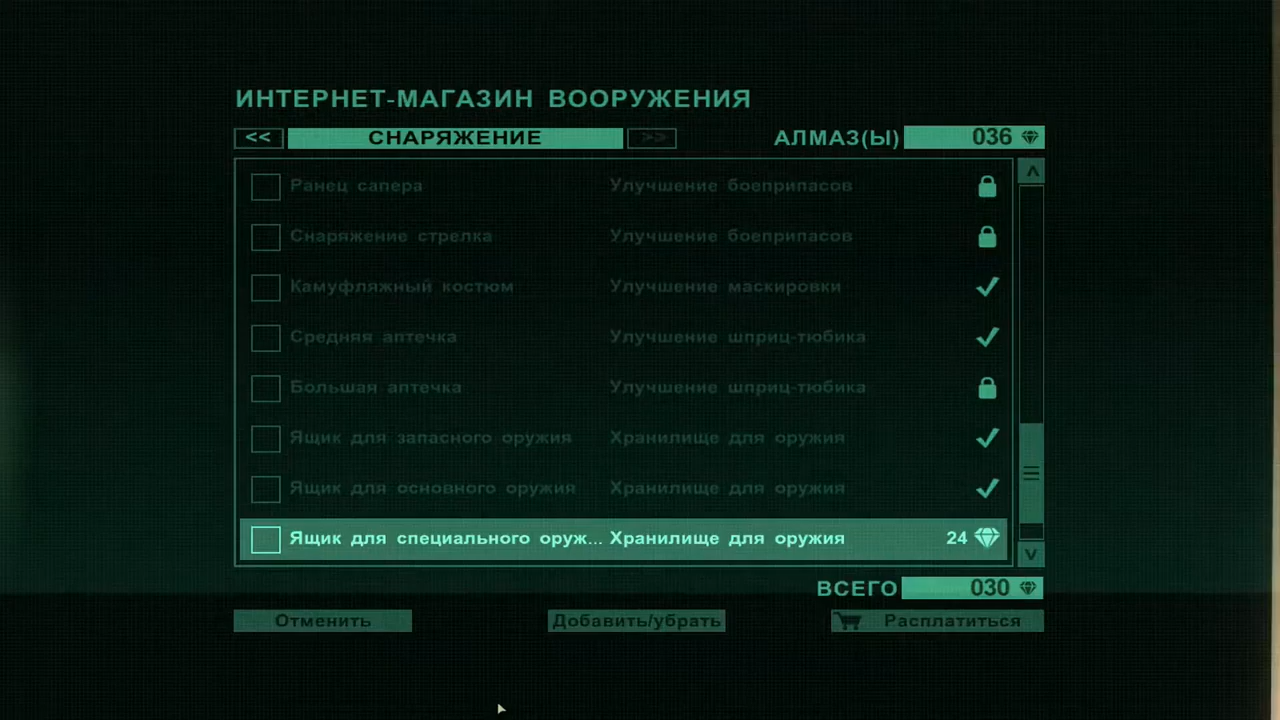 ИНТЕРНЕТ-МАГАЗИН ВООРУЖЕНИЯ
<< СНАРЯЖЕНИЕ >> АЛМАЗ(Ы) 036
Ранец сапера Улучшение боеприпасов
Снаряжение стрелка Улучшение боеприпасов
Камуфляжный костюм Улучшение маскировки
Средняя аптечка Улучшение шприц-тюбика
Большая аптечка Улучшение шприц-тюбика
Ящик для запасного оружия Хранилище для оружия
Ящик для основного оружия Хранилище для оружия
Ящик для специального оруж... Хранилище для оружия 24
ВСЕГО 030
Отменить Добавить/убрать Расплатиться